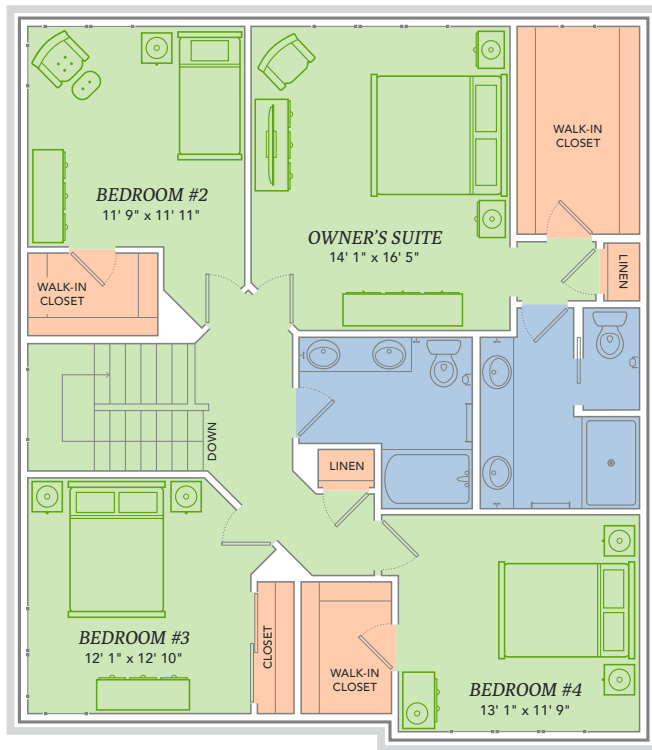 BEDROOM #2
11' 9" x 11' 11"
OWNER'S SUITE
14' 1" x 16' 5"
WALK-IN
CLOSET
LINEN
WALK-IN
CLOSET
DOWN
LINEN
BEDROOM #3
12' 1" x 12' 10"
CLOSET
WALK-IN
CLOSET
BEDROOM #4
13' 1" x 11' 9"